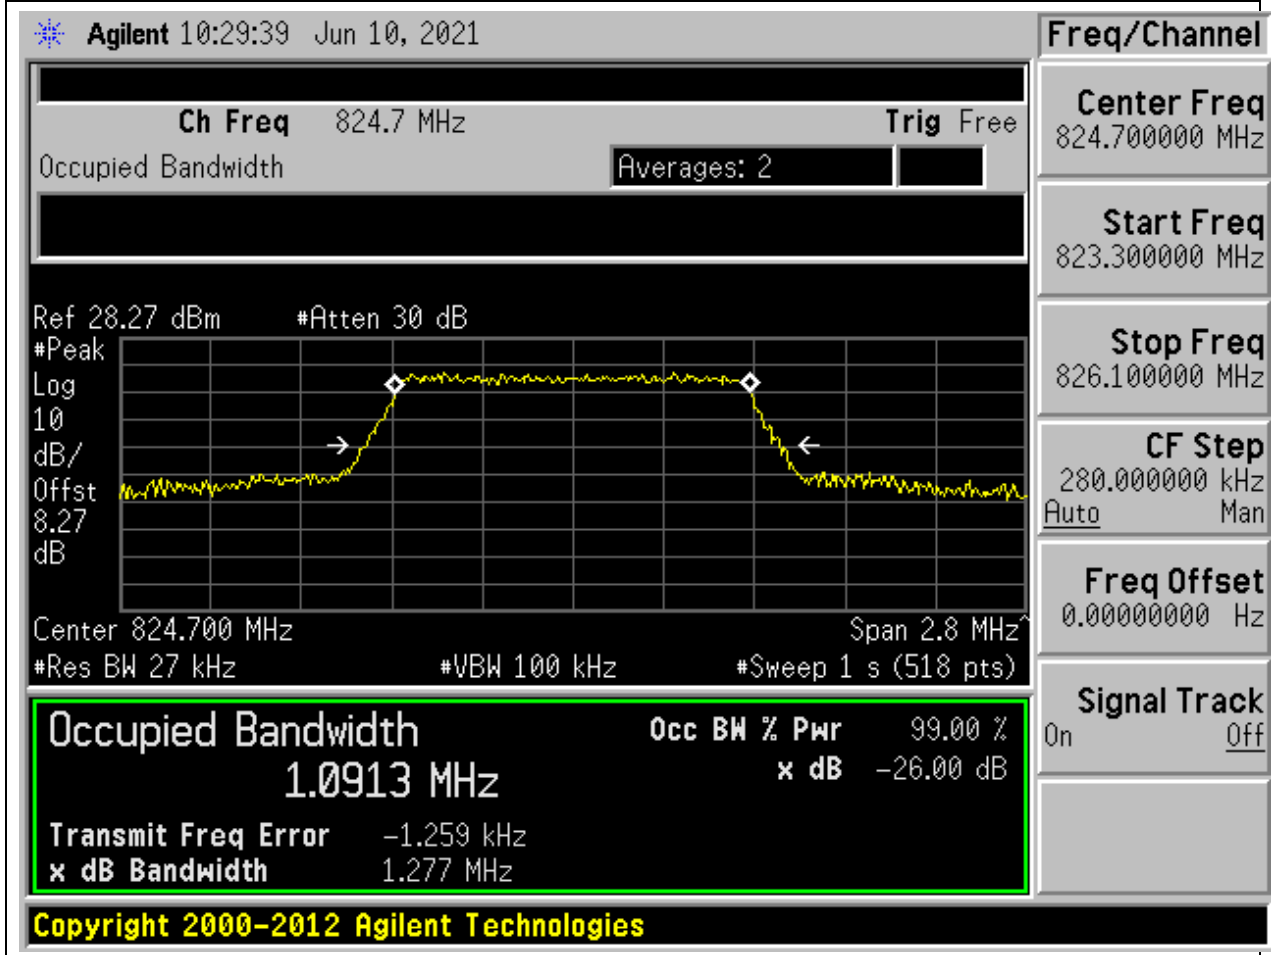 Agilent 10:29:39 Jun 10, 2021
Freq/Channel
Ch Freq 824.7 MHz Trig Free
Occupied Bandwidth Averages: 2
Center Freq
824.700000 MHz
Start Freq
823.300000 MHz
Stop Freq
826.100000 MHz
CF Step
280.000000 kHz
Auto Man
Freq Offset
0.00000000 Hz
Signal Track
On Off
Ref 28.27 dBm #Atten 30 dB
#Peak
Log
10
dB/
Offst
8.27
dB
Center 824.700 MHz Span 2.8 MHz^
#Res BW 27 kHz #VBW 100 kHz #Sweep 1 s (518 pts)
Occupied Bandwidth Occ BW % Pwr 99.00 %
1.0913 MHz x dB -26.00 dB
Transmit Freq Error -1.259 kHz
x dB Bandwidth 1.277 MHz
Copyright 2000-2012 Agilent Technologies